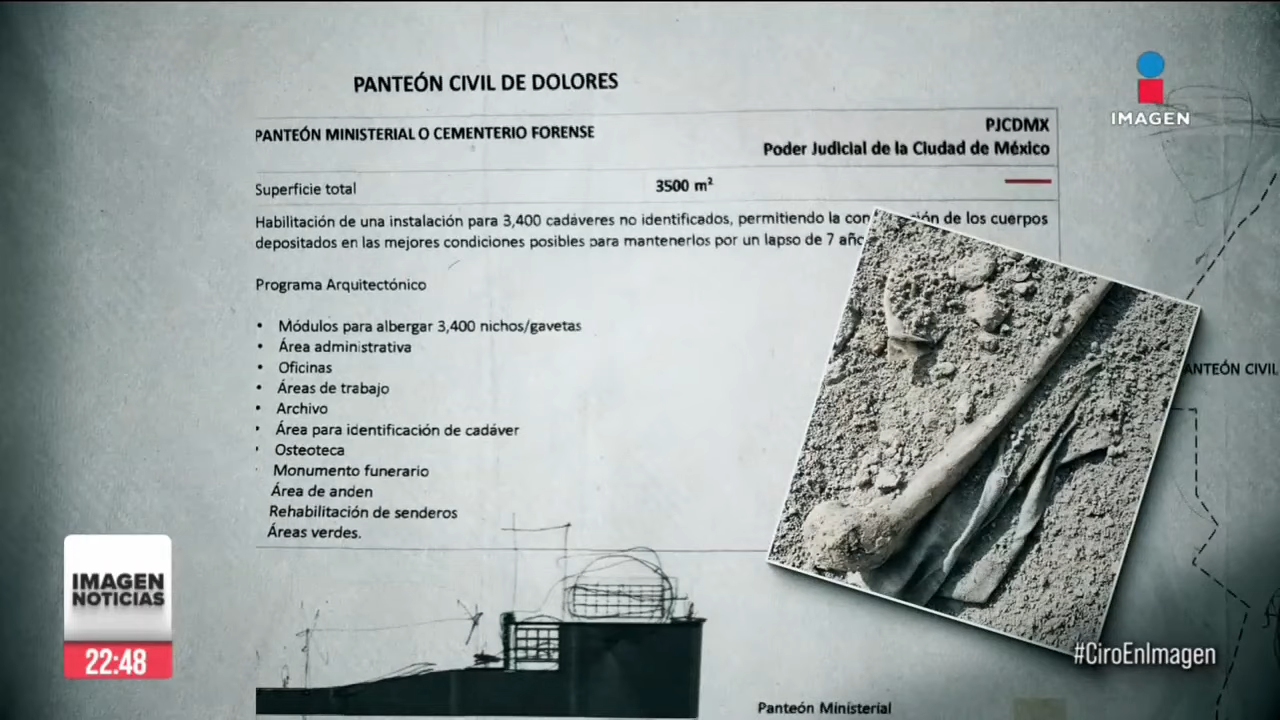 PANTEÓN CIVIL DE DOLORES
IMAGEN
PANTEÓN MINISTERIAL O CEMENTERIO FORENSE
PJCDMX
Poder Judicial de la Ciudad de México
Superficie total
3500 m²
Habilitación de una instalación para 3,400 cadáveres no identificados, permitiendo la de los cuerpos
depositados en las mejores condiciones posibles para mantenerlos por un lapso de 7
Programa Arquitectónico
• Módulos para albergar 3,400 nichos/gavetas
• Área administrativa
• Oficinas
• Áreas de trabajo
• Archivo
• Área para identificación de cadáver
• Osteoteca
Monumento funerario
Área de anden
Rehabilitación de senderos
Áreas verdes.
CIVIL
IMAGEN
NOTICIAS
22:48
#CiroEnImagen
Panteón Ministerial